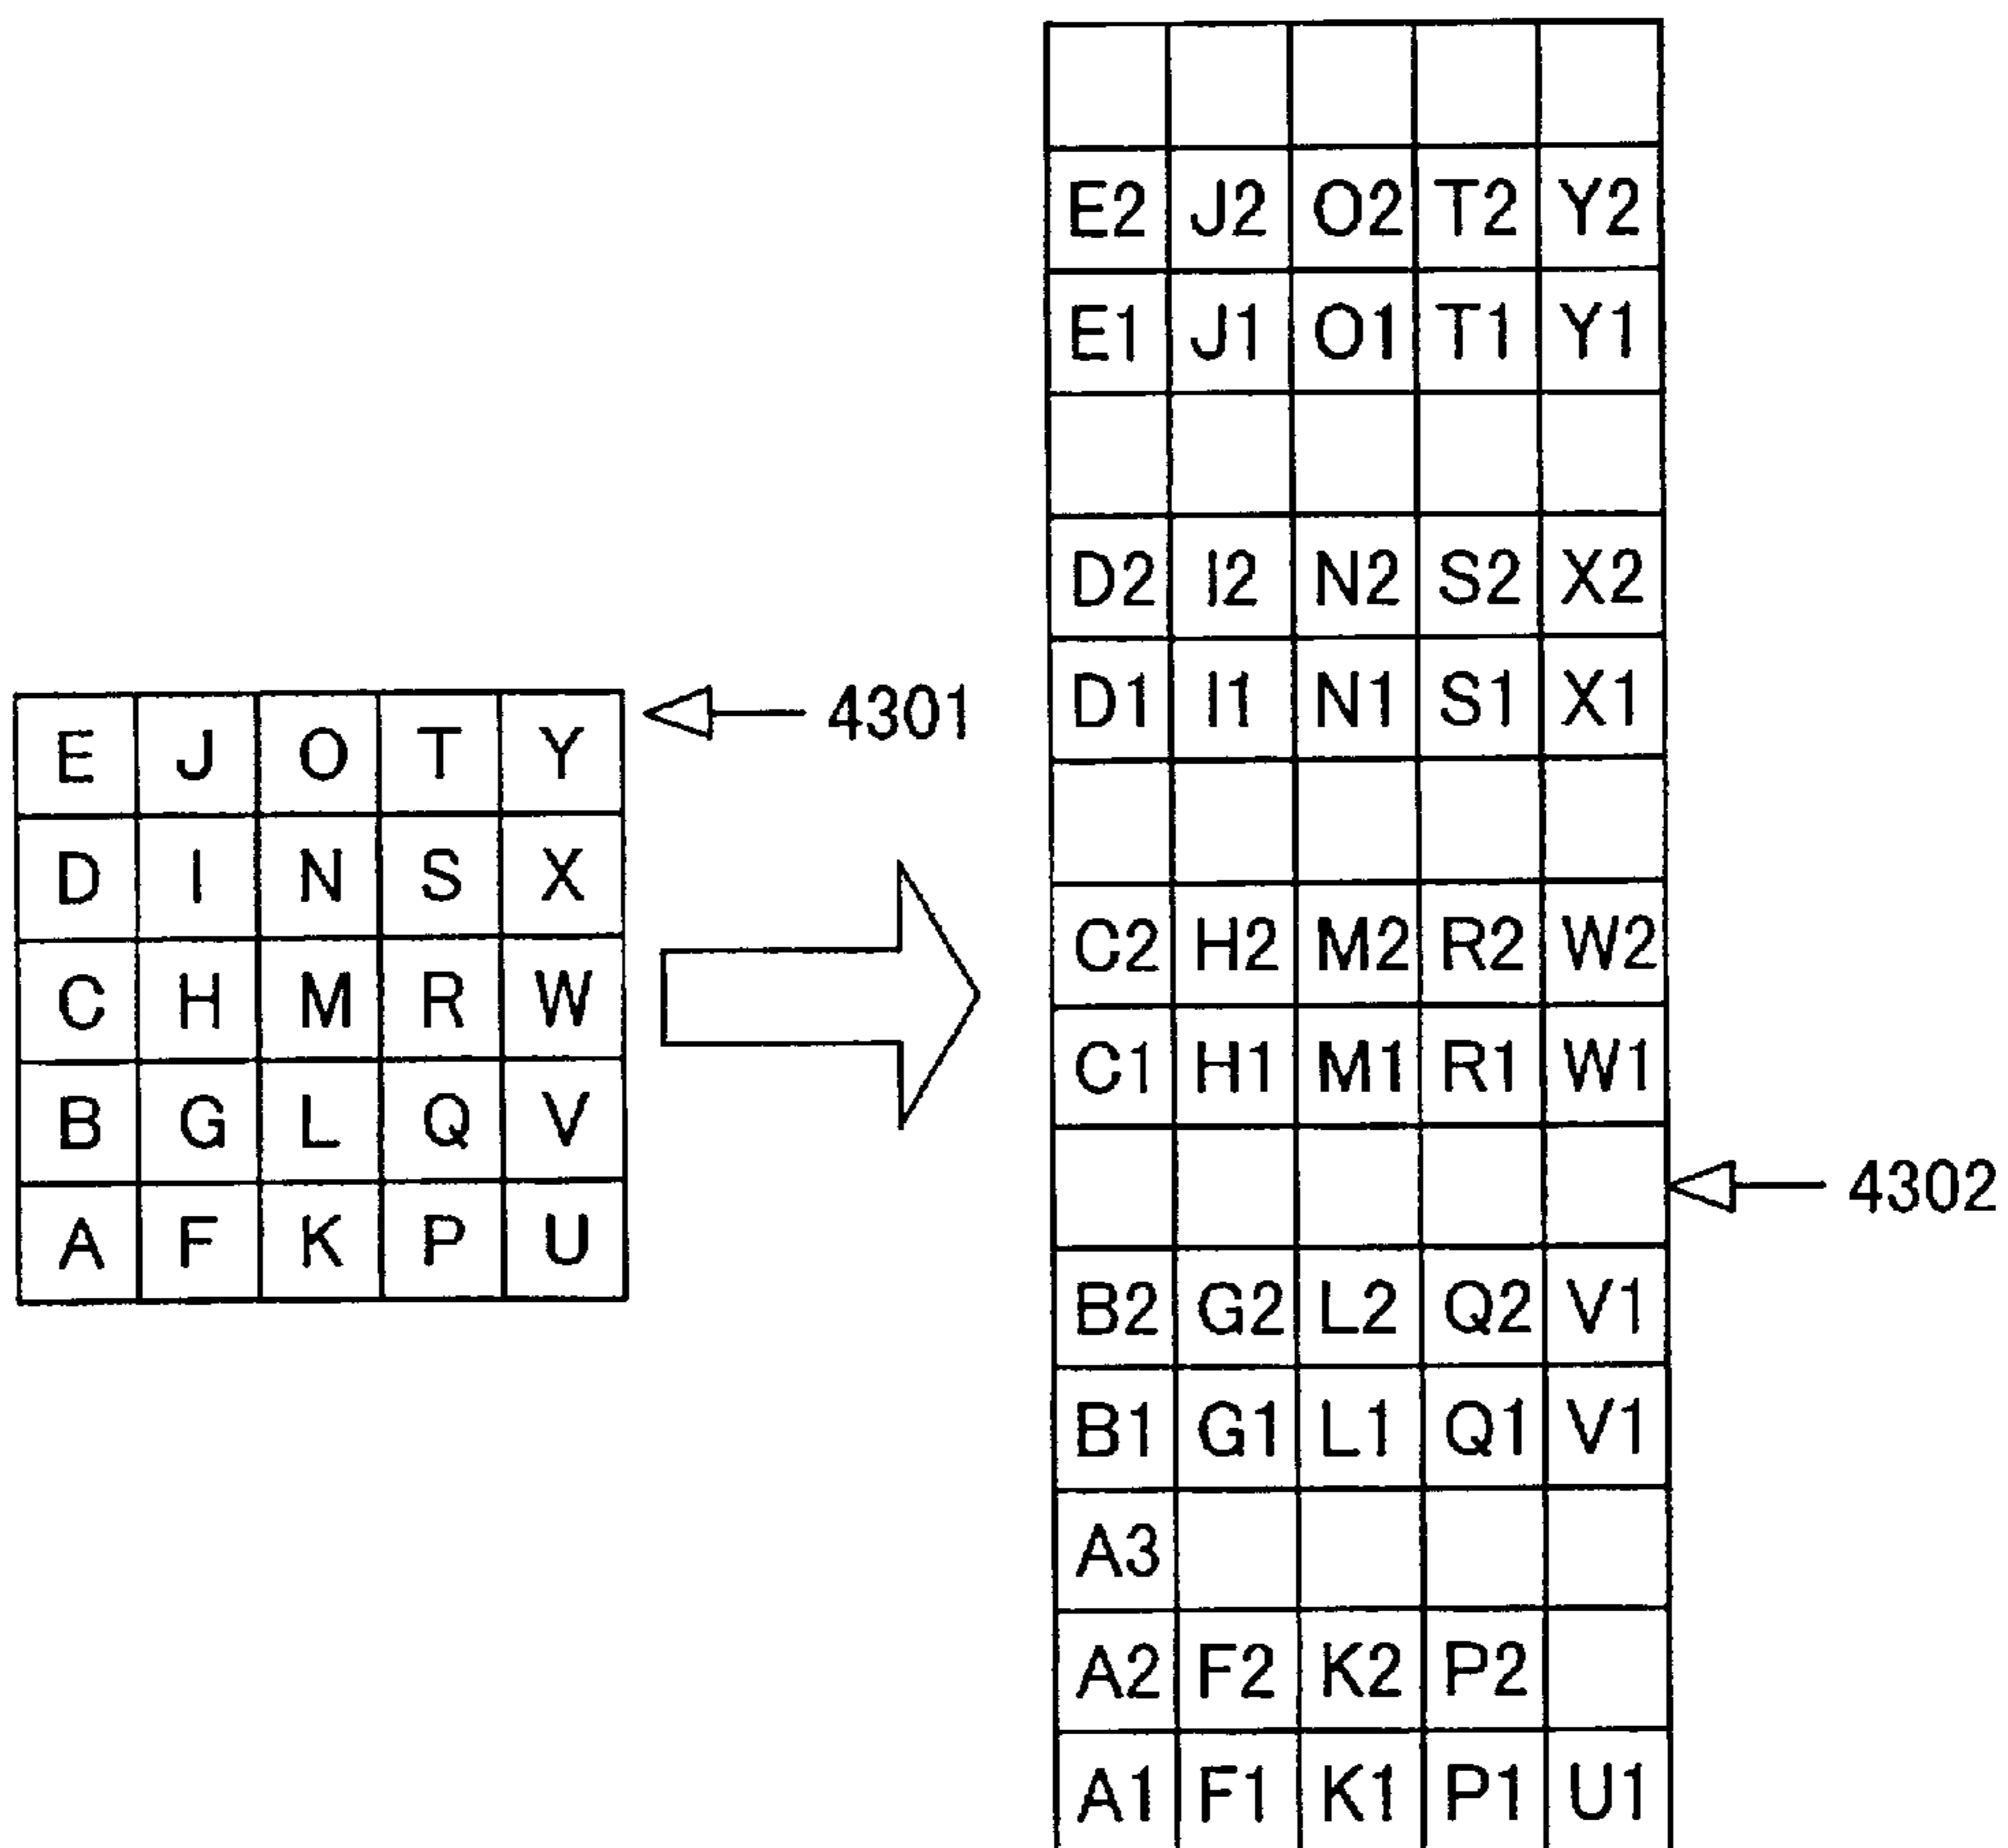 E J O T Y
D I N S X
C H M R W
B G L Q V
A F K P U
4301
E2 J2 O2 T2 Y2
E1 J1 O1 T1 Y1
D2 I2 N2 S2 X2
D1 I1 N1 S1 X1
C2 H2 M2 R2 W2
C1 H1 M1 R1 W1
4302
B2 G2 L2 Q2 V1
B1 G1 L1 Q1 V1
A3
A2 F2 K2 P2
A1 F1 K1 P1 U1